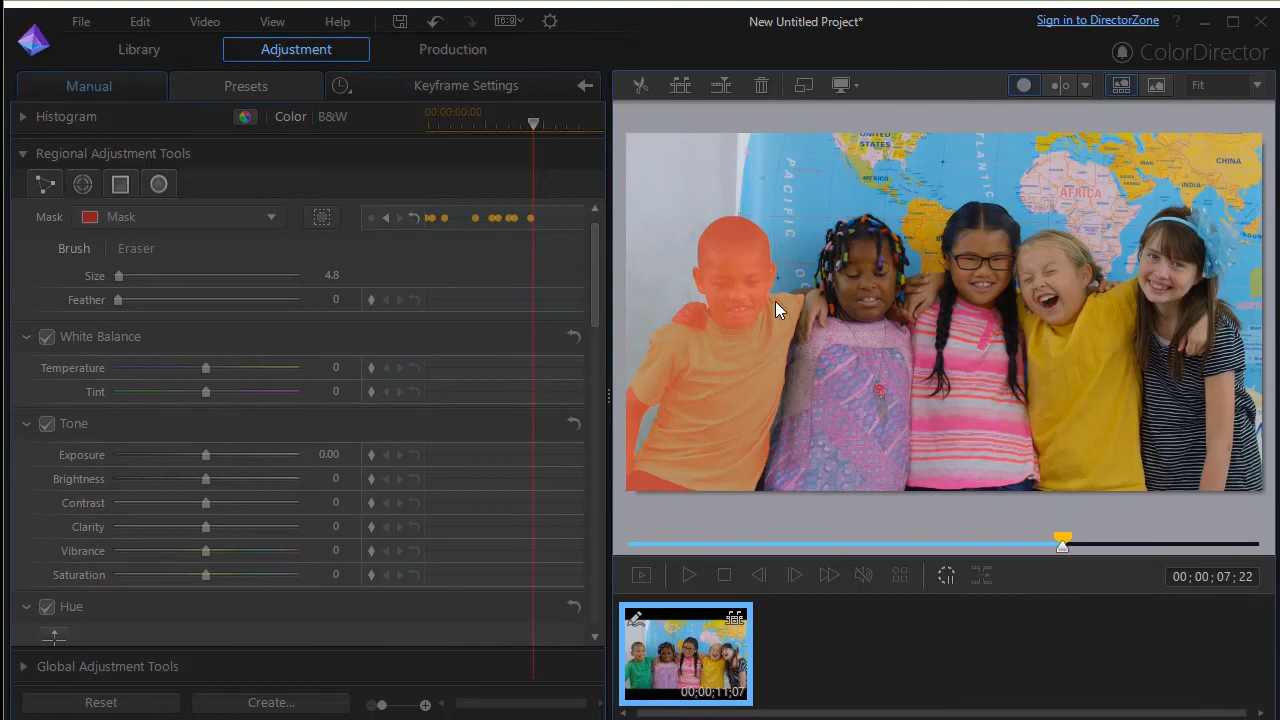 File Edit Video View Help 16:9 New Untitled Project* Sign in to DirectorZone ?
Library Adjustment Production ColorDirector
Manual Presets Keyframe Settings Fit
Histogram Color B&W 00:00:00:00
Regional Adjustment Tools
Mask Mask
Brush Eraser
Size 4.8
Feather 0
White Balance
Temperature 0
Tint 0
Tone
Exposure 0.00
Brightness 0
Contrast 0
Clarity 0
Vibrance 0
Saturation 0
Hue
Global Adjustment Tools
Reset Create...
UNITED
STATES
MEXICO
PACIFIC
ATLANTIC
AFRICA
IRAN
INDIA
CHINA
00; 00; 07; 22
00;00;11;07